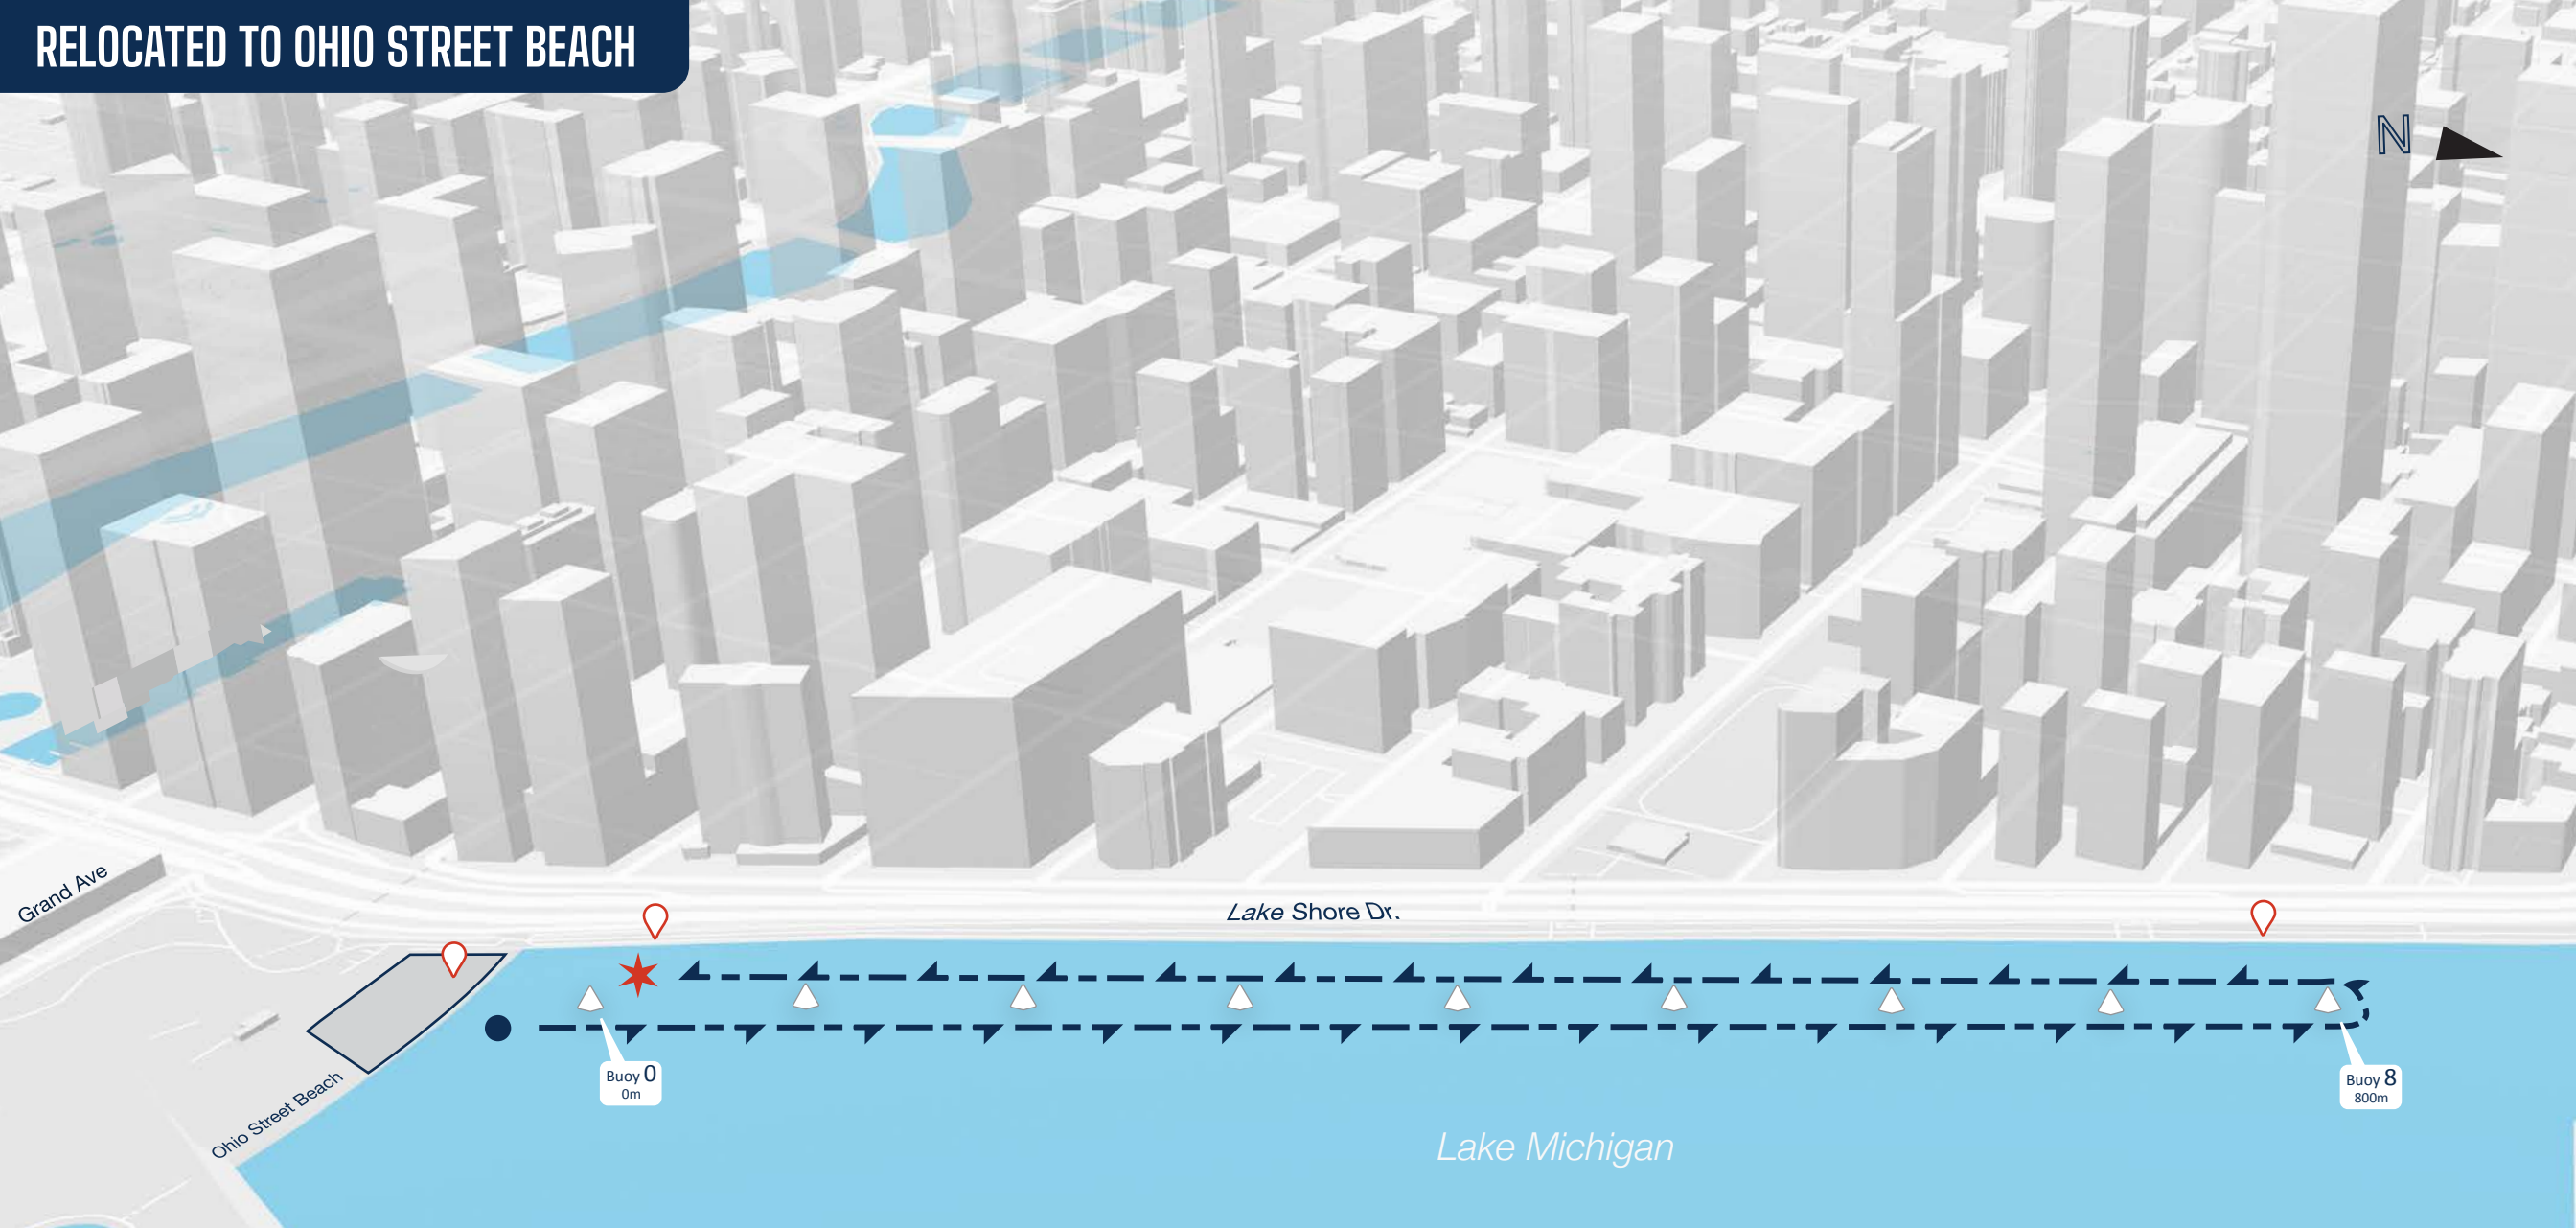 RELOCATED TO OHIO STREET BEACH
N
Grand Ave
Lake Shore Dr.
Ohio Street Beach
Buoy 0
0m
Buoy 8
800m
Lake Michigan